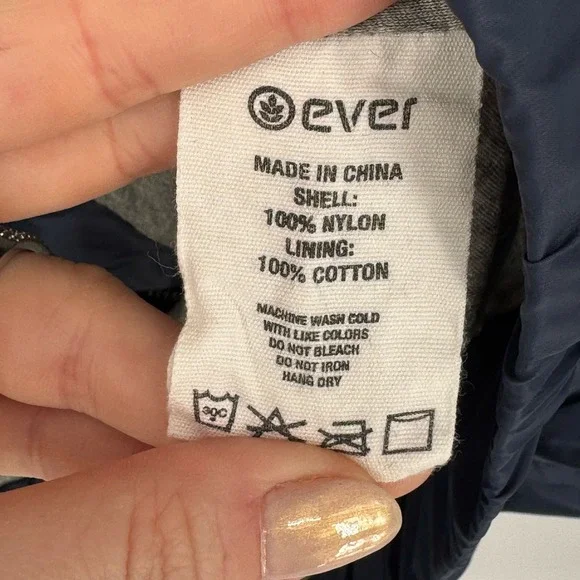 ever
MADE IN CHINA
SHELL:
100% NYLON
LINING:
100% COTTON
MACHINE WASH COLD
WITH LIKE COLORS
DO NOT BLEACH
DO NOT IRON
HANG DRY
30C